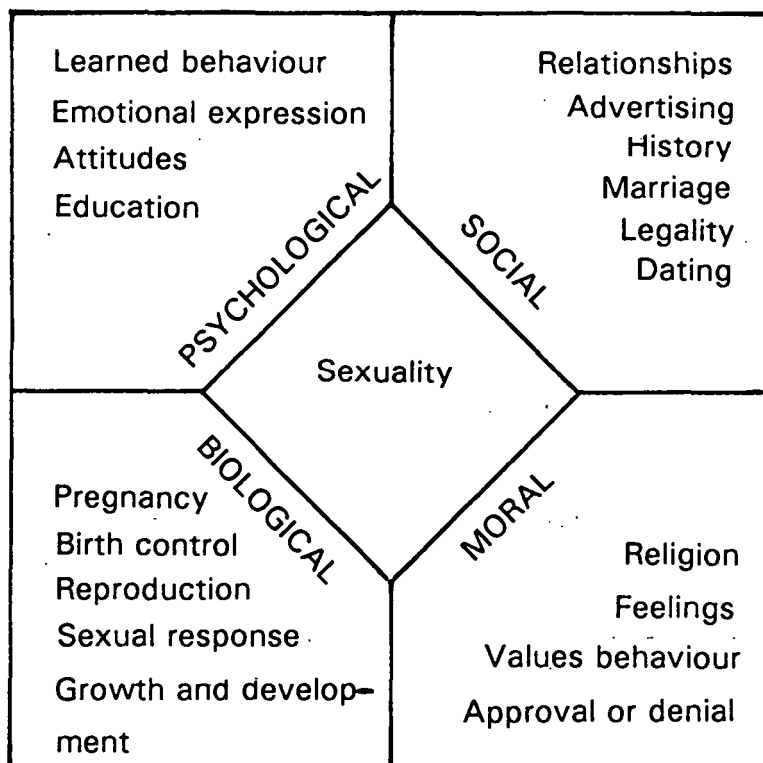 Learned behaviour
Emotional expression
Attitudes
Education
PSYCHOLOGICAL
Relationships
Advertising
History
Marriage
Legality
Dating
SOCIAL
Sexuality
BIOLOGICAL
Pregnancy
Birth control
Reproduction
Sexual response
Growth and develop-
ment
MORAL
Religion
Feelings
Values behaviour
Approval or denial